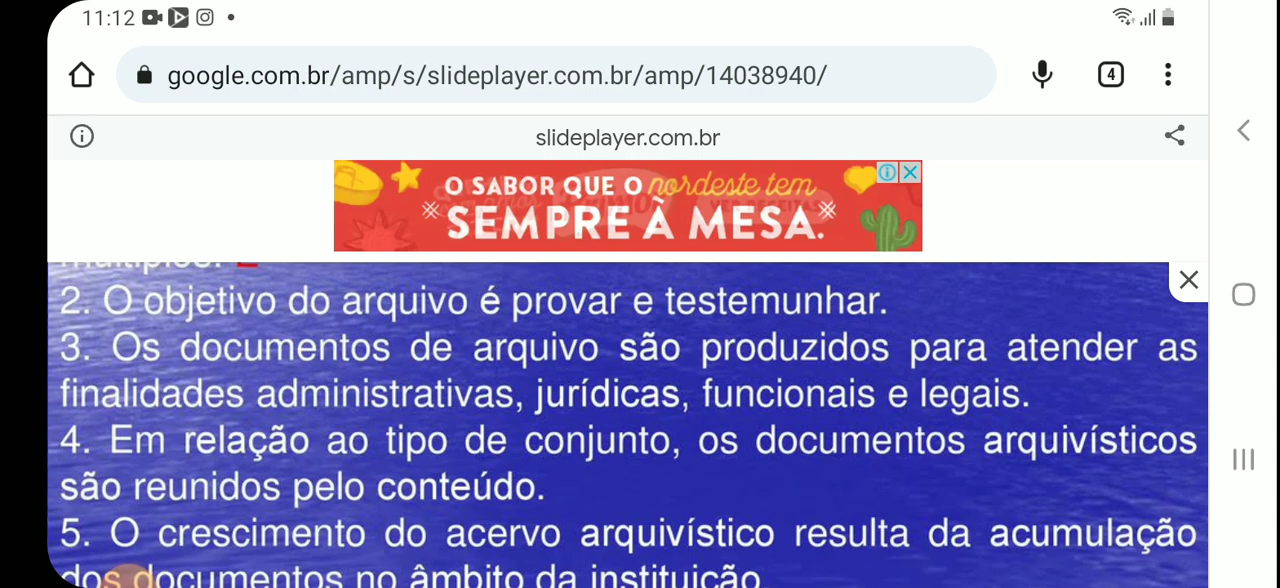 11:12
google.com.br/amp/s/slideplayer.com.br/amp/14038940/
4
slideplayer.com.br
O SABOR QUE O nordeste tem
SEMPRE À MESA.
múltiplos. E
2. O objetivo do arquivo é provar e testemunhar.
3. Os documentos de arquivo são produzidos para atender as
finalidades administrativas, jurídicas, funcionais e legais.
4. Em relação ao tipo de conjunto, os documentos arquivísticos
são reunidos pelo conteúdo.
5. O crescimento do acervo arquivístico resulta da acumulação
dos documentos no âmbito da instituição